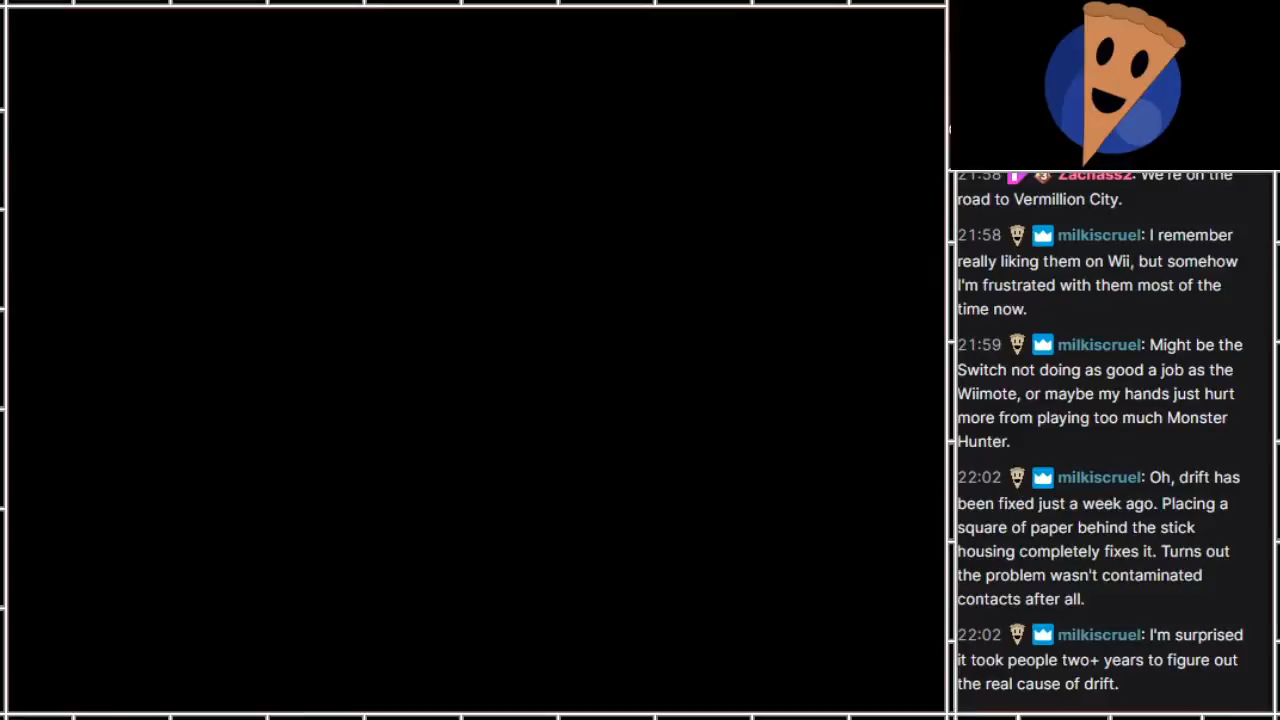 21:58 Zachass2: We're on the
road to Vermillion City.
21:58 milkiscruel: I remember
really liking them on Wii, but somehow
I'm frustrated with them most of the
time now.
21:59 milkiscruel: Might be the
Switch not doing as good a job as the
Wiimote, or maybe my hands just hurt
more from playing too much Monster
Hunter.
22:02 milkiscruel: Oh, drift has
been fixed just a week ago. Placing a
square of paper behind the stick
housing completely fixes it. Turns out
the problem wasn't contaminated
contacts after all.
22:02 milkiscruel: I'm surprised
it took people two+ years to figure out
the real cause of drift.